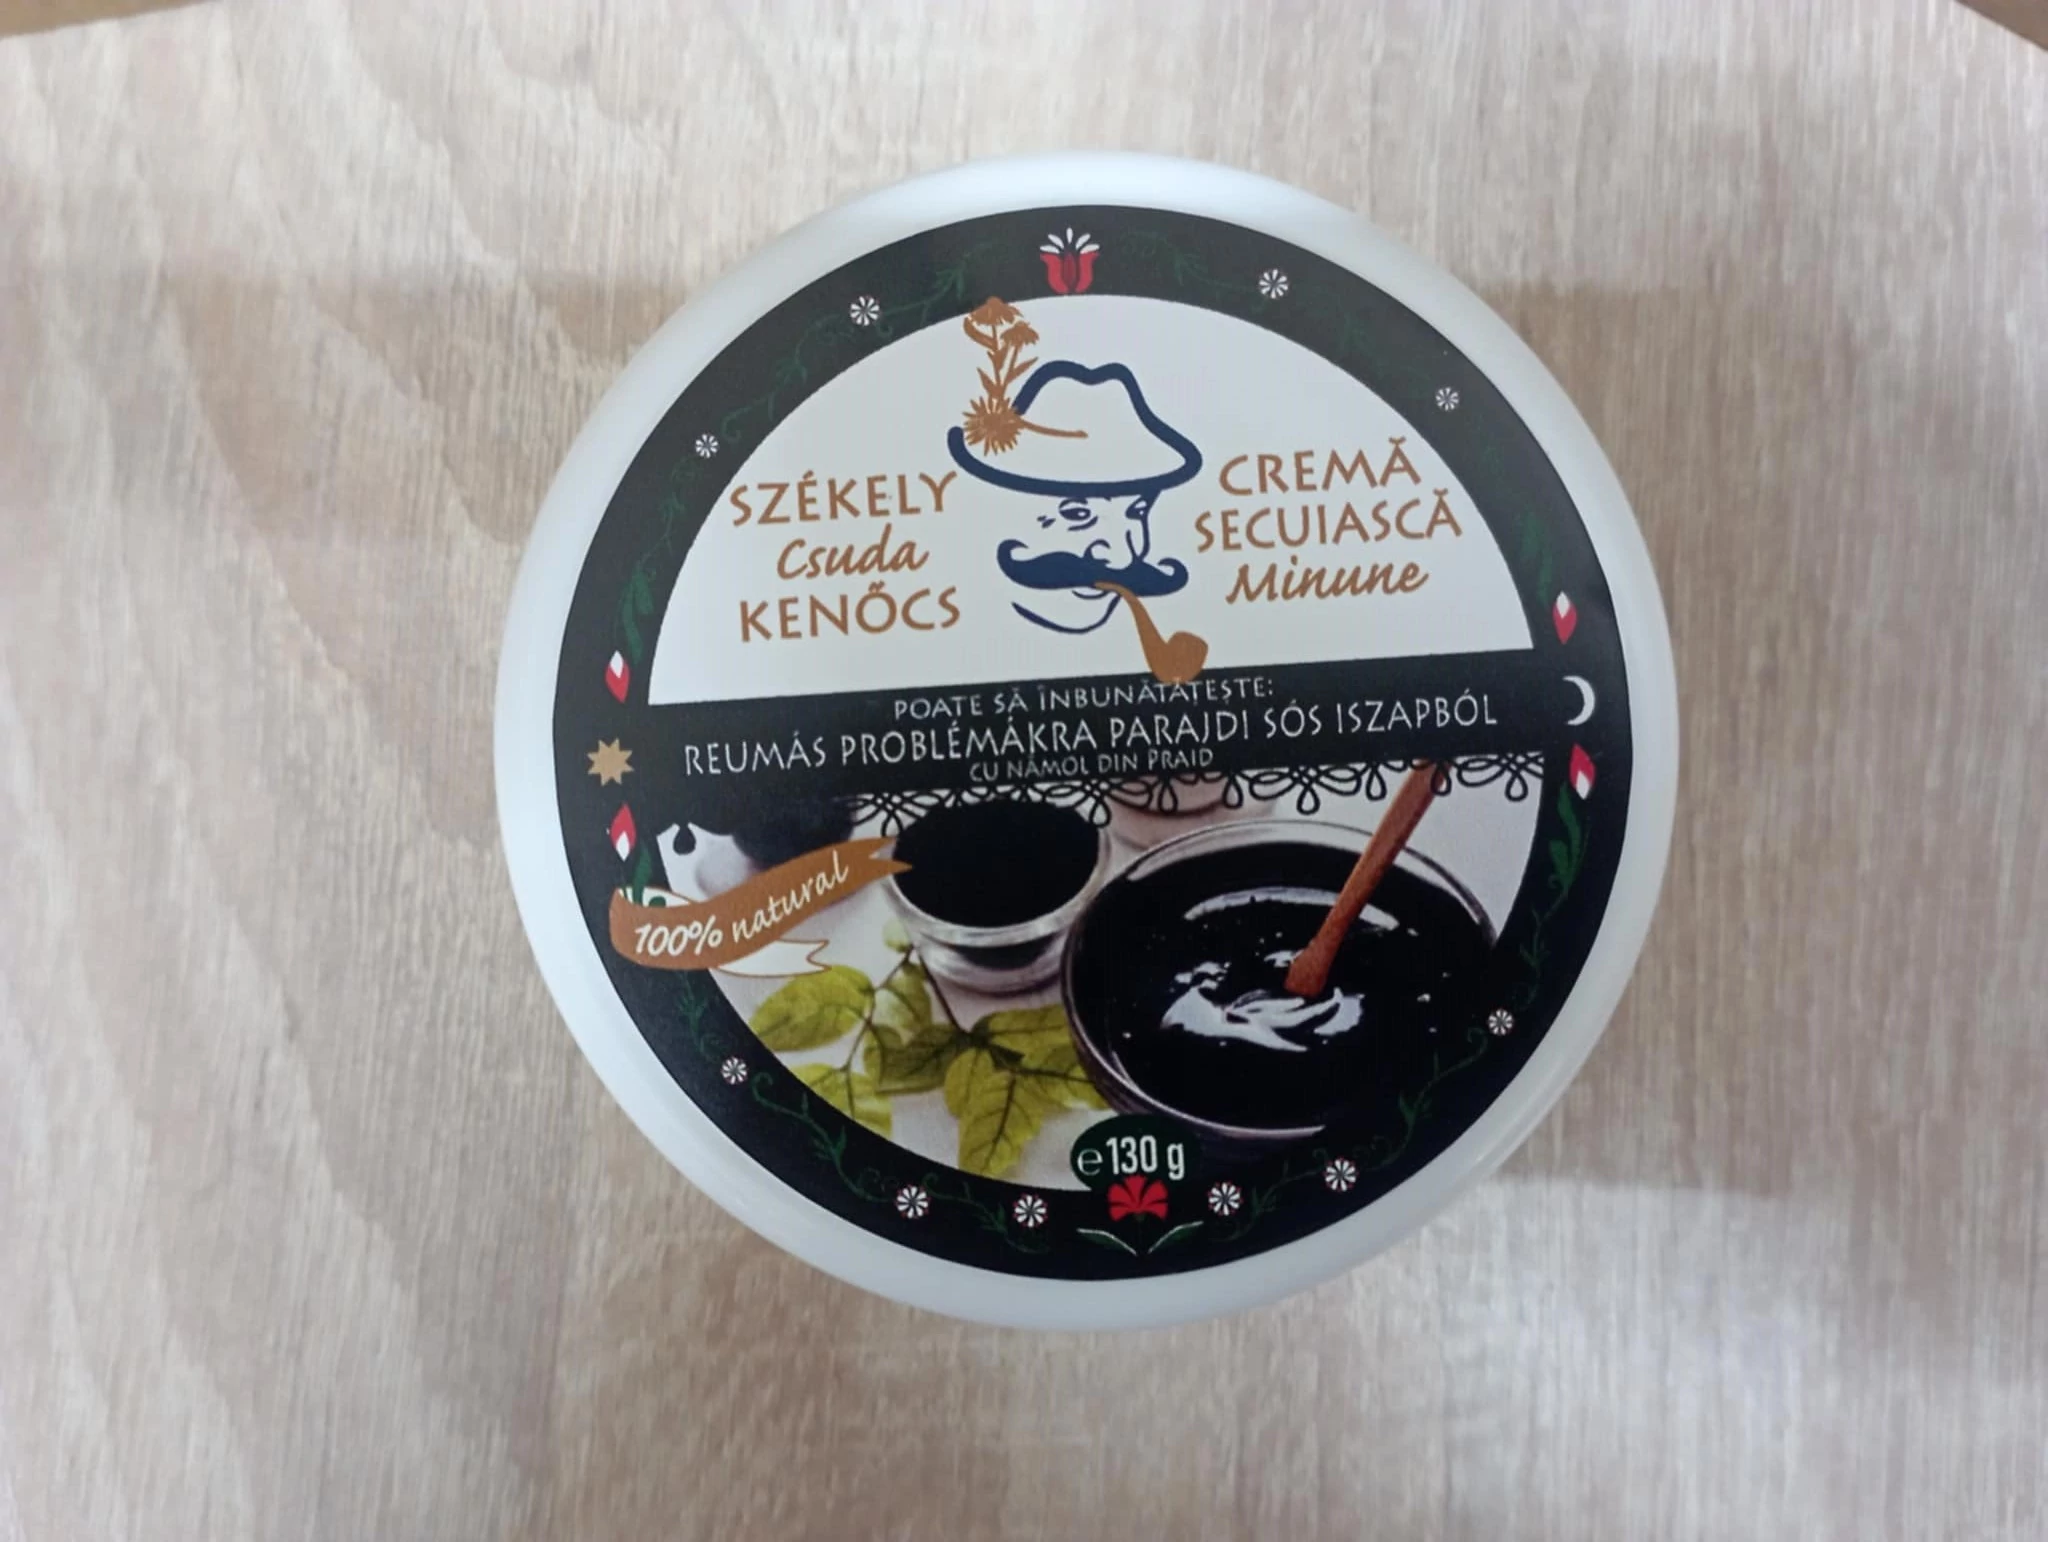 SZÉKELY
Csuda
KENŐCS
CREMĂ
SECUIASCĂ
Minune
POATE SĂ ÎNBUNĂTĂȚEȘTE:
REUMÁS PROBLÉMÁKRA PARAJDI SÓS ISZAPBÓL
CU NĂMOL DIN PRAID
100% natural
e 130 g